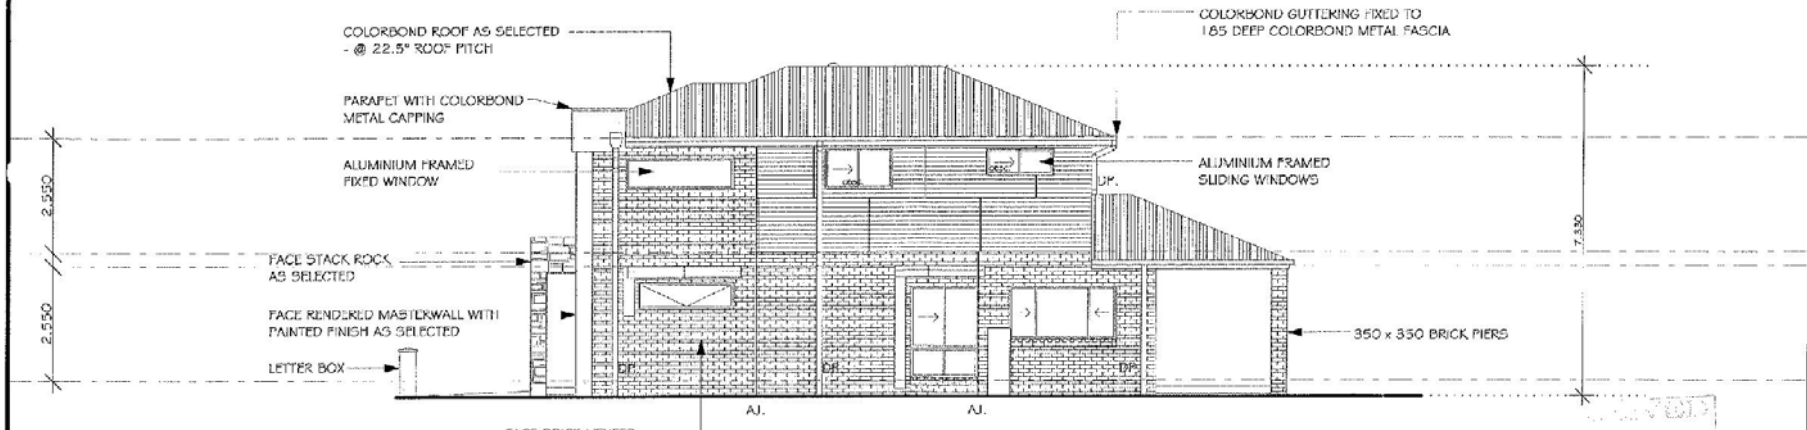 COLORBOND ROOF AS SELECTED
- @ 22.5° ROOF PITCH
COLORBOND GUTTERING FIXED TO
185 DEEP COLORBOND METAL FASCIA
PARAPET WITH COLORBOND
METAL CAPPING
ALUMINIUM FRAMED
FIXED WINDOW
ALUMINIUM FRAMED
SLIDING WINDOWS
DP.
2,550
7,330
FACE STACK ROCK
AS SELECTED
FACE RENDERED MASTERWALL WITH
PAINTED FINISH AS SELECTED
2,550
350 x 350 BRICK PIERS
LETTER BOX
DP.
DP.
DP.
AJ.
AJ.